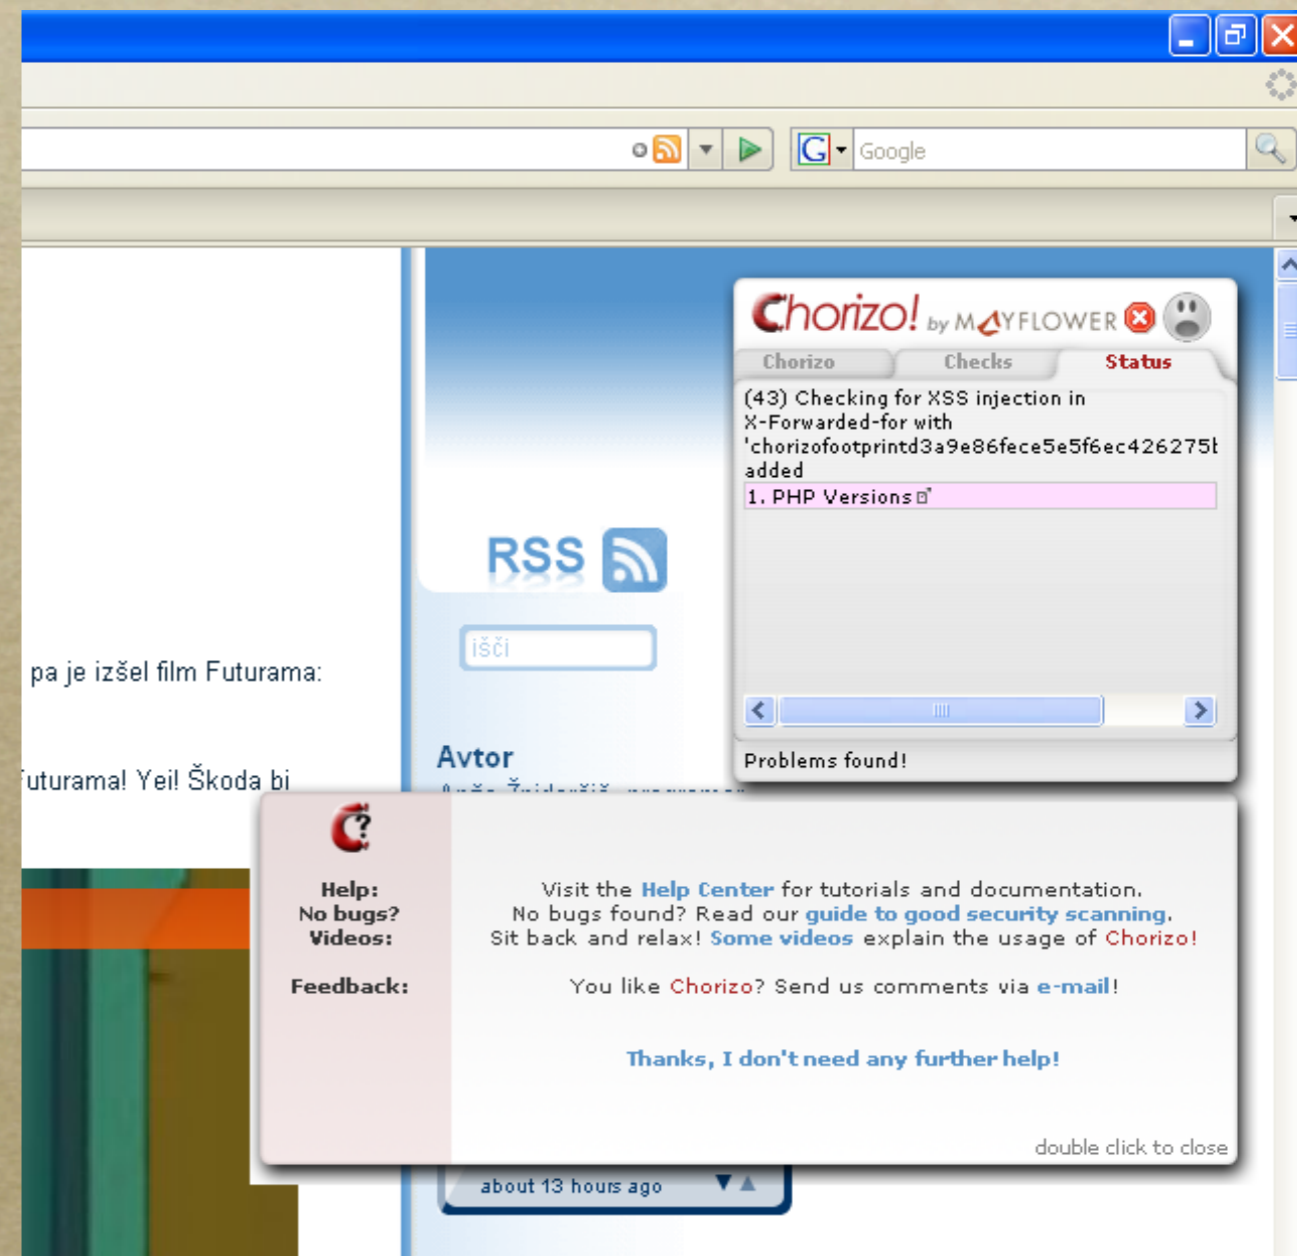 Google
Chorizo! by MAYFLOWER
Chorizo Checks Status
(43) Checking for XSS injection in
X-Forwarded-for with
'chorizofootprintd3a9e86fece5e5f6ec426275
added
1. PHP Versions
RSS
išči
pa je izšel film Futurama:
Avtor
Problems found!
uturama! Yei! Škoda bi
Help: Visit the Help Center for tutorials and documentation.
No bugs? No bugs found? Read our guide to good security scanning.
Videos: Sit back and relax! Some videos explain the usage of Chorizo!
Feedback: You like Chorizo? Send us comments via e-mail!
Thanks, I don't need any further help!
double click to close
about 13 hours ago